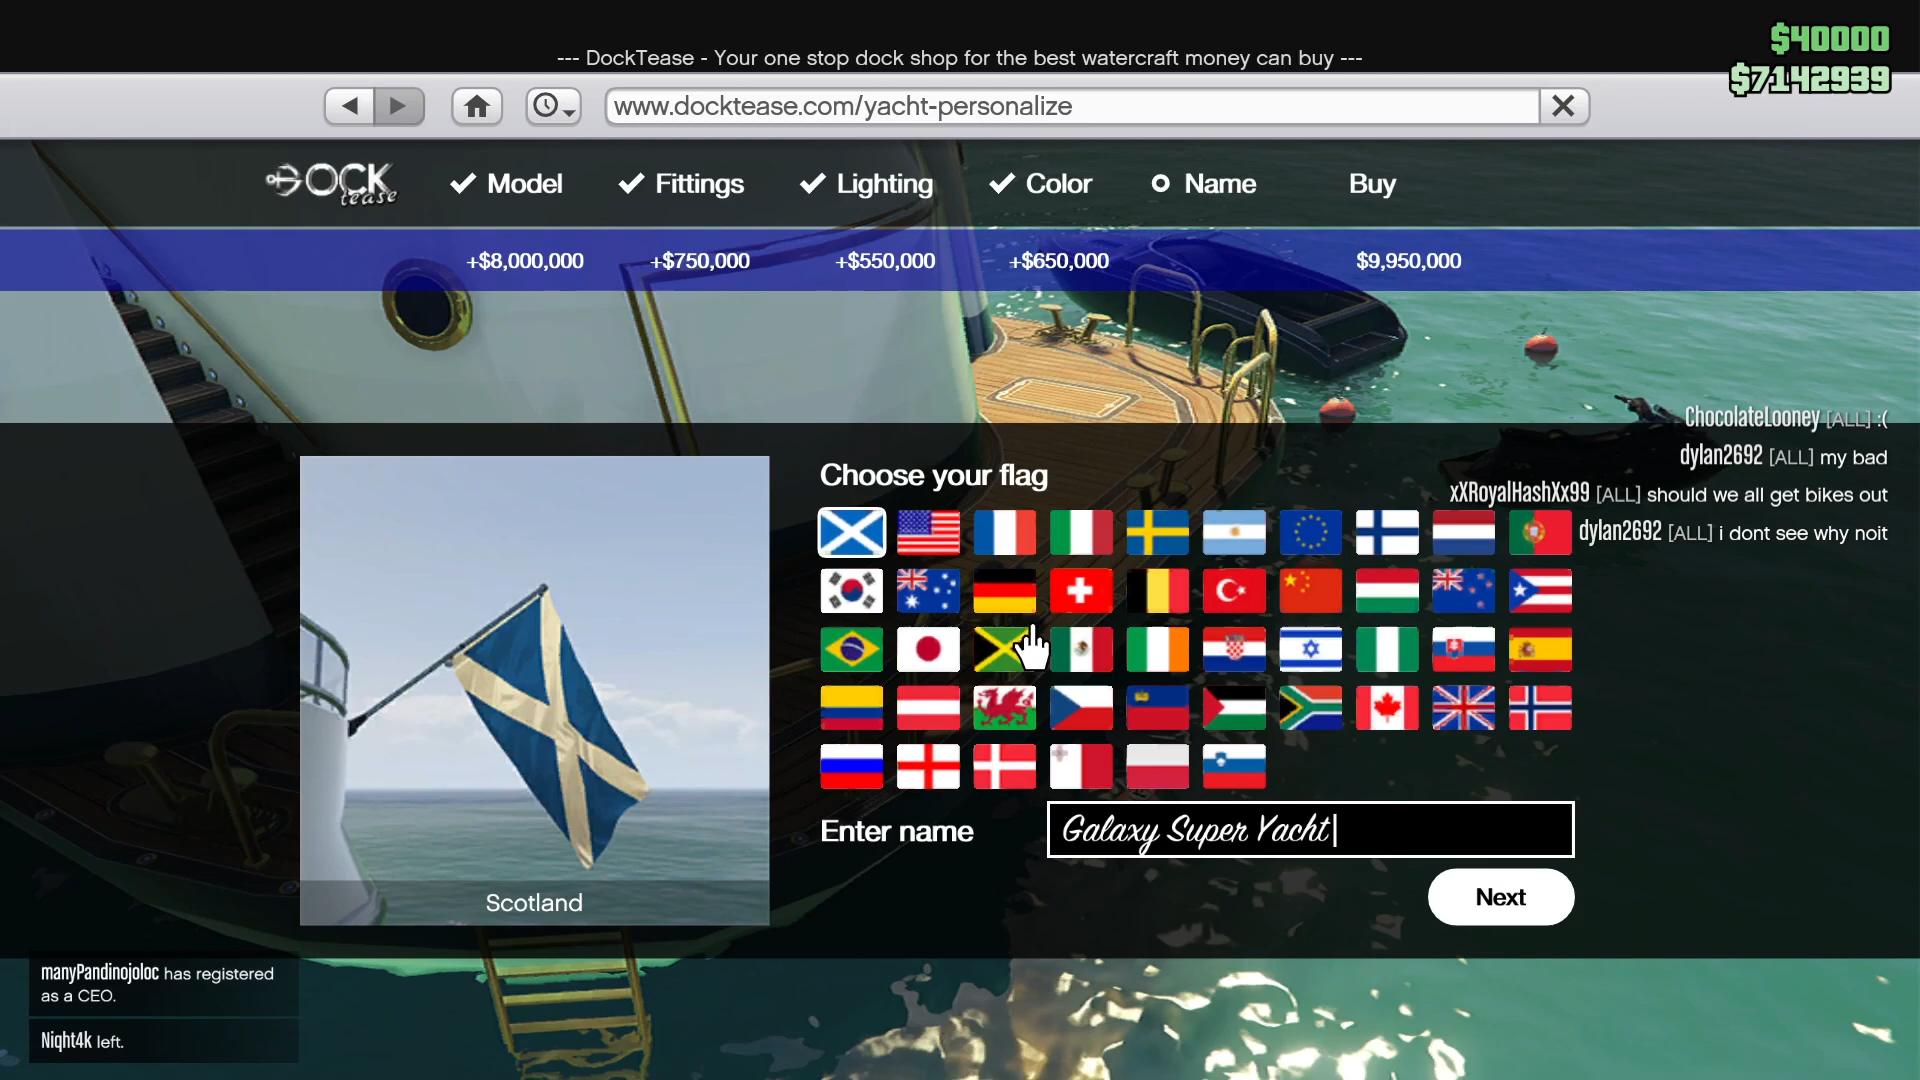 --- DockTease - Your one stop dock shop for the best watercraft money can buy ---
$40000
$7142939
www.docktease.com/yacht-personalize
DOCK tease
Model
Fittings
Lighting
Color
Name
Buy
+$8,000,000
+$750,000
+$550,000
+$650,000
$9,950,000
ChocolateLooney [ALL] :(
dylan2692 [ALL] my bad
xXRoyalHashXx99 [ALL] should we all get bikes out
dylan2692 [ALL] i dont see why noit
Choose your flag
Scotland
Enter name
Galaxy Super Yacht
Next
manyPandinojoloc has registered
as a CEO.
Niqht4k left.